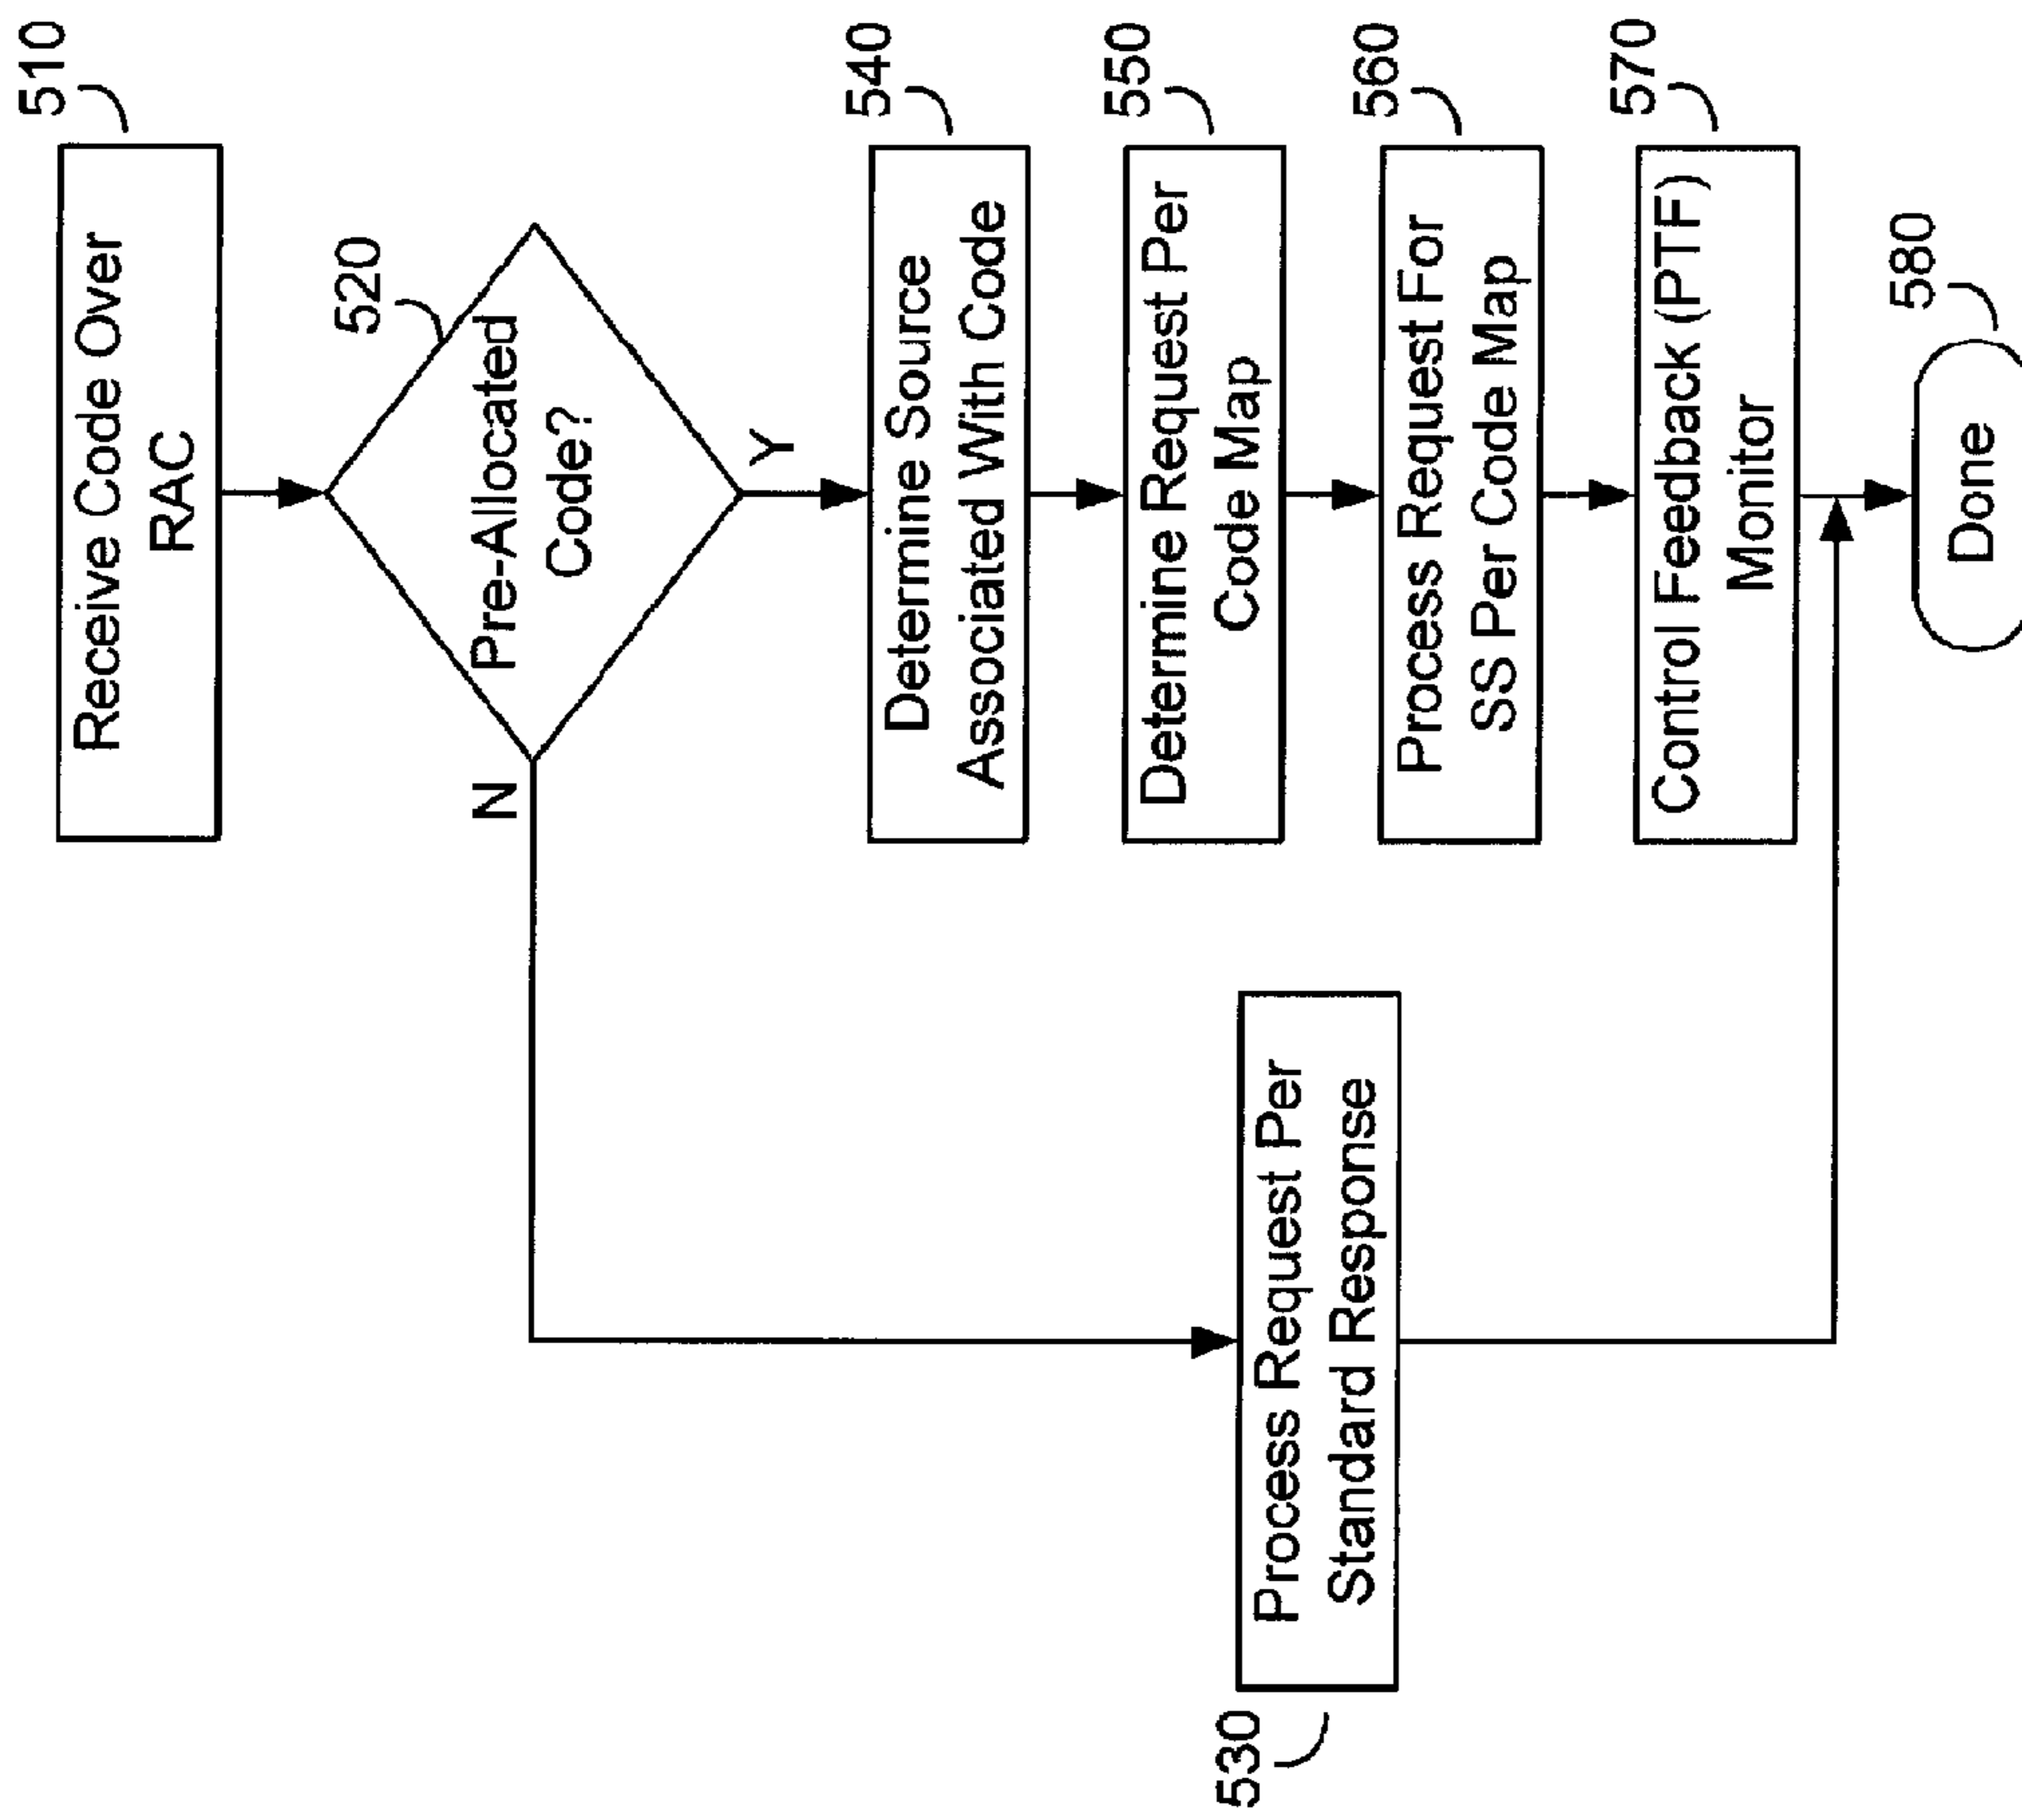 510
Receive Code Over
RAC
520
Pre-Allocated
Code?
N
Y
540
Determine Source
Associated With Code
550
Determine Request Per
Code Map
530
Process Request Per
Standard Response
560
Process Request For
SS Per Code Map
570
Control Feedback (PTF)
Monitor
580
Done